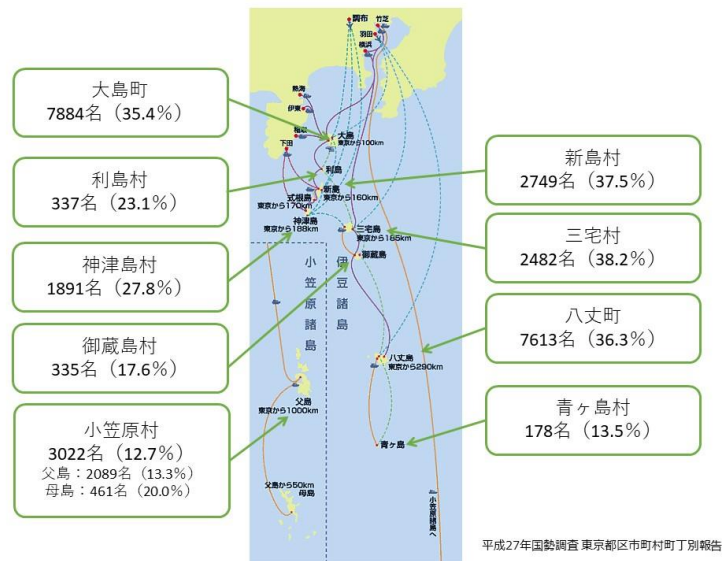 大島町
7884名（35.4%）
利島村
337名（23.1%）
神津島村
1891名（27.8%）
御蔵島村
335名（17.6%）
小笠原村
3022名（12.7%）
父島：2089名（13.3%）
母島：461名（20.0%）
調布
竹芝
羽田
横浜
熱海
伊東
稲取
下田
大島
東京から100km
利島
新島
東京から160km
式根島
東京から170km
神津島
東京から188km
三宅島
東京から185km
御蔵島
伊豆諸島
小笠原諸島
八丈島
東京から290km
父島
東京から1000km
青ヶ島
父島から50km
母島
小笠原諸島へ
新島村
2749名（37.5%）
三宅村
2482名（38.2%）
八丈町
7613名（36.3%）
青ヶ島村
178名（13.5%）
平成27年国勢調査 東京都区市町村町丁別報告